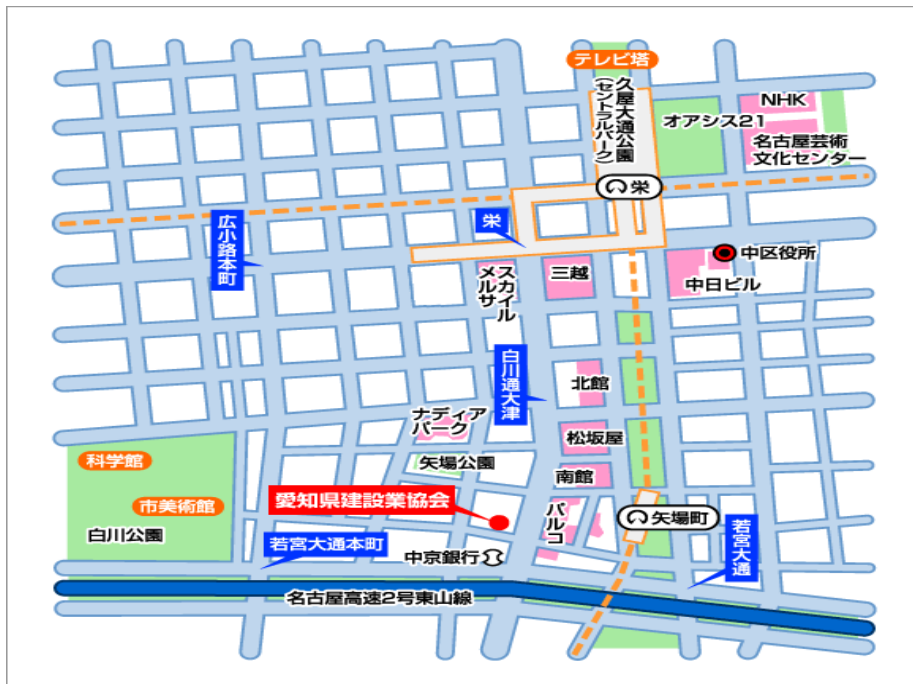 テレビ塔
久屋大通公園
(セントラルパーク)
NHK
オアシス21
名古屋芸術
文化センター
栄
広小路本町
栄
中区役所
スカイル
メルサ
三越
中日ビル
白川通大津
北館
ナディア
パーク
松坂屋
科学館
矢場公園
南館
市美術館
愛知県建設業協会
パルコ
矢場町
白川公園
若宮大通本町
中京銀行
若宮大通
名古屋高速2号東山線